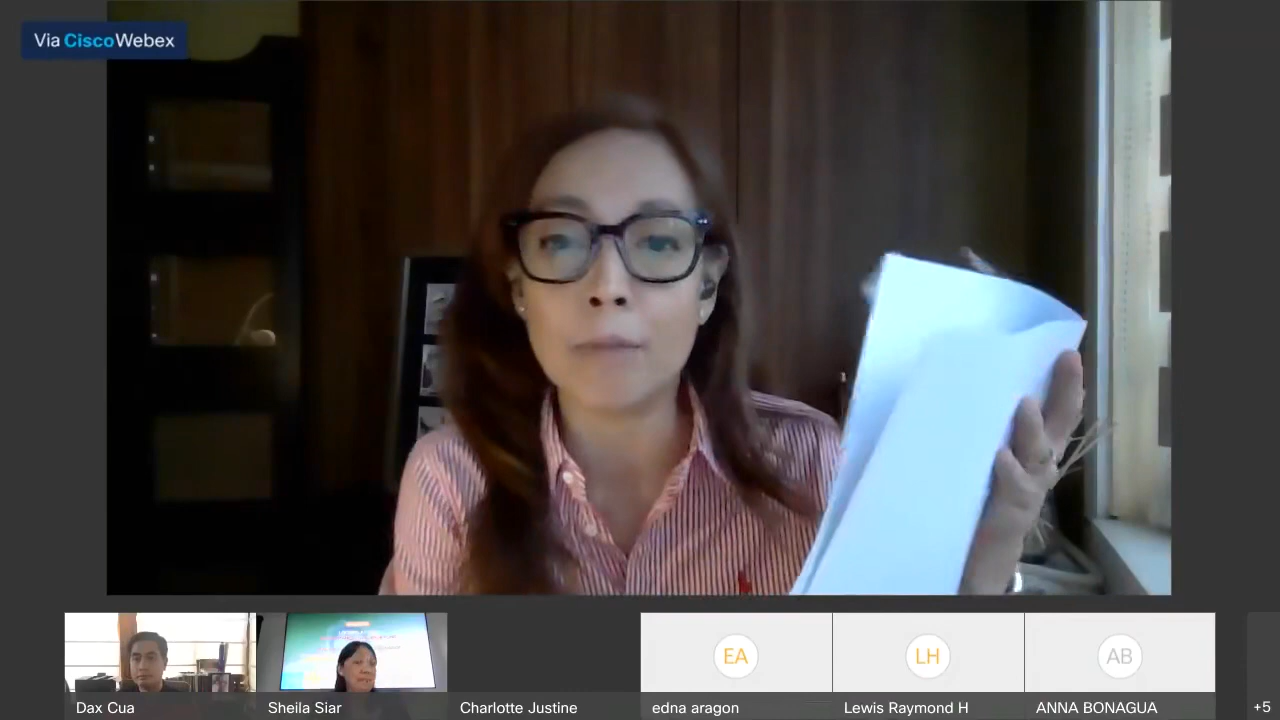 Via CiscoWebex
Dax Cua
Sheila Siar
Charlotte Justine
EA
edna aragon
LH
Lewis Raymond H
AB
ANNA BONAGUA
+5